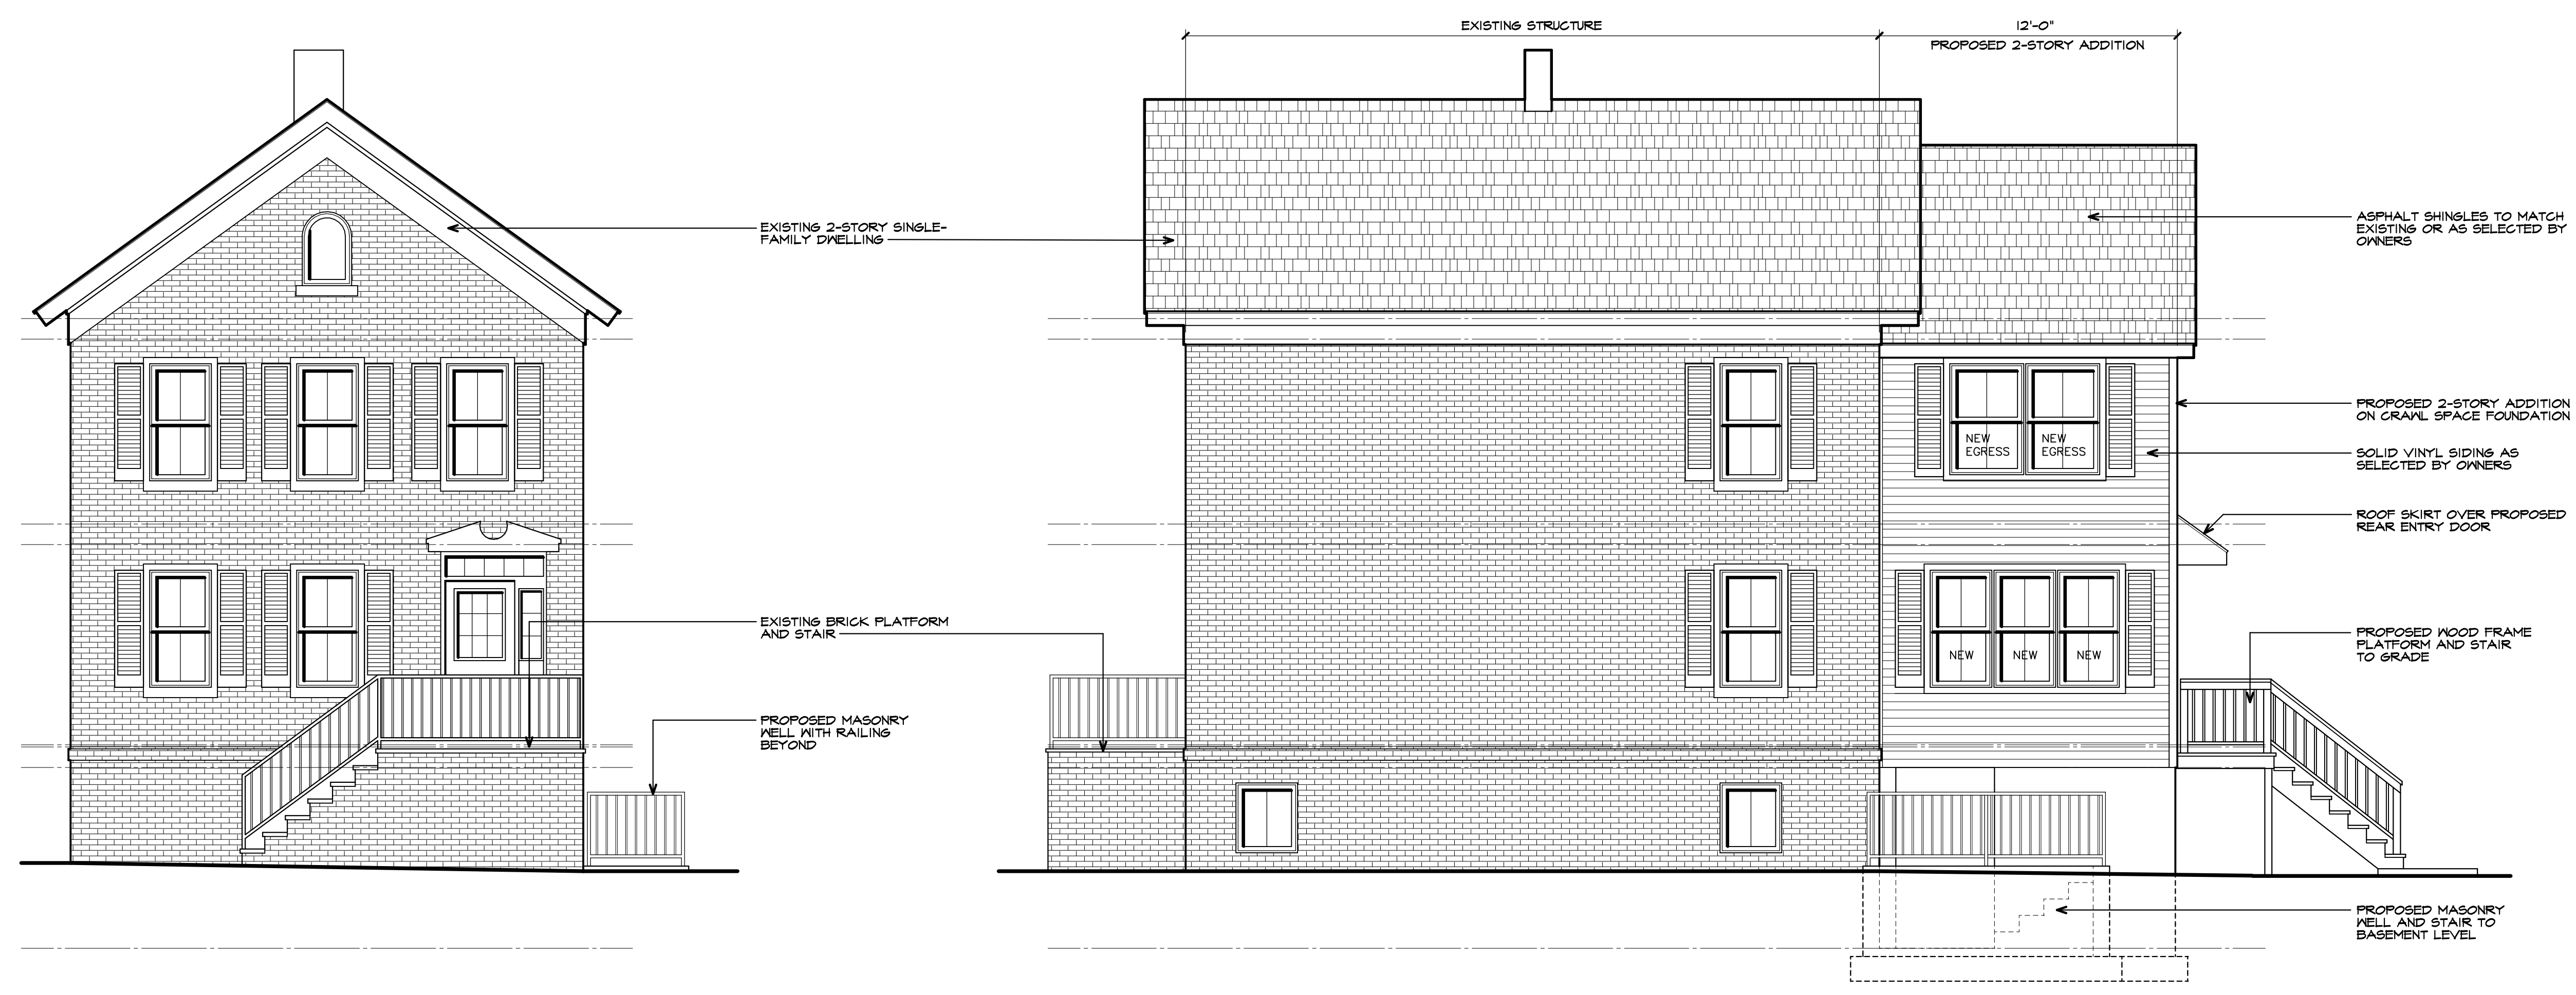 EXISTING STRUCTURE
12'-0"
PROPOSED 2-STORY ADDITION
EXISTING 2-STORY SINGLE-
FAMILY DWELLING
ASPHALT SHINGLES TO MATCH
EXISTING OR AS SELECTED BY
OWNERS
PROPOSED 2-STORY ADDITION
ON CRAWL SPACE FOUNDATION
NEW
EGRESS
NEW
EGRESS
SOLID VINYL SIDING AS
SELECTED BY OWNERS
ROOF SKIRT OVER PROPOSED
REAR ENTRY DOOR
EXISTING BRICK PLATFORM
AND STAIR
PROPOSED WOOD FRAME
PLATFORM AND STAIR
TO GRADE
NEW
NEW
NEW
PROPOSED MASONRY
WELL WITH RAILING
BEYOND
PROPOSED MASONRY
WELL AND STAIR TO
BASEMENT LEVEL